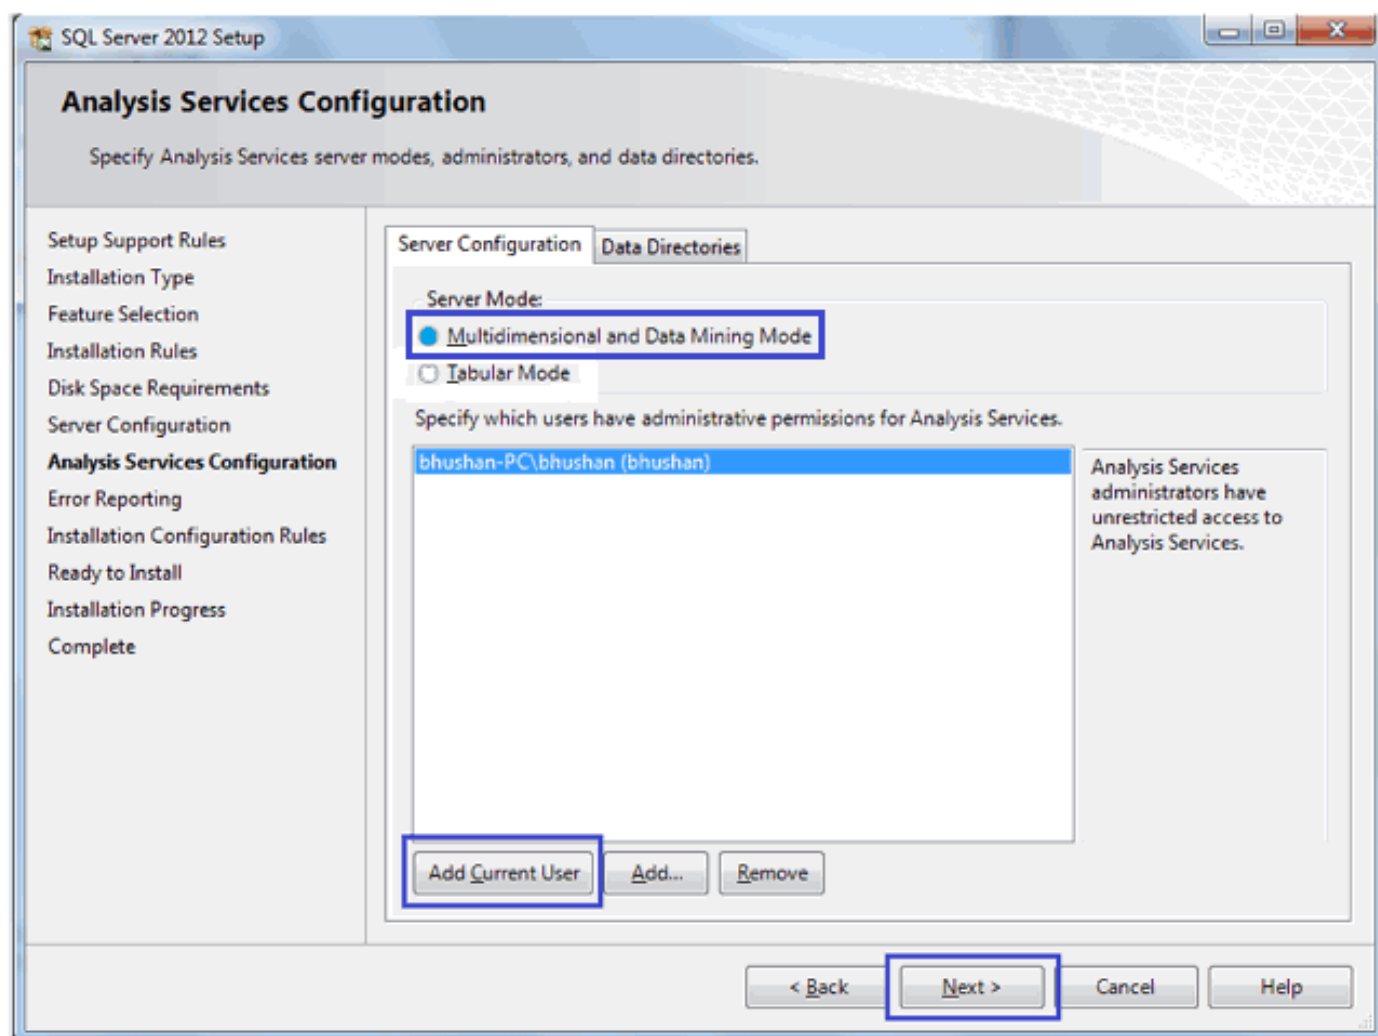 SQL Server 2012 Setup
Analysis Services Configuration
Specify Analysis Services server modes, administrators, and data directories.
Setup Support Rules
Installation Type
Feature Selection
Installation Rules
Disk Space Requirements
Server Configuration
Analysis Services Configuration
Error Reporting
Installation Configuration Rules
Ready to Install
Installation Progress
Complete
Server Configuration
Data Directories
Server Mode:
Multidimensional and Data Mining Mode
Tabular Mode
Specify which users have administrative permissions for Analysis Services.
bhushan-PC\bhushan (bhushan)
Analysis Services
administrators have
unrestricted access to
Analysis Services.
Add Current User
Add...
Remove
< Back
Next >
Cancel
Help